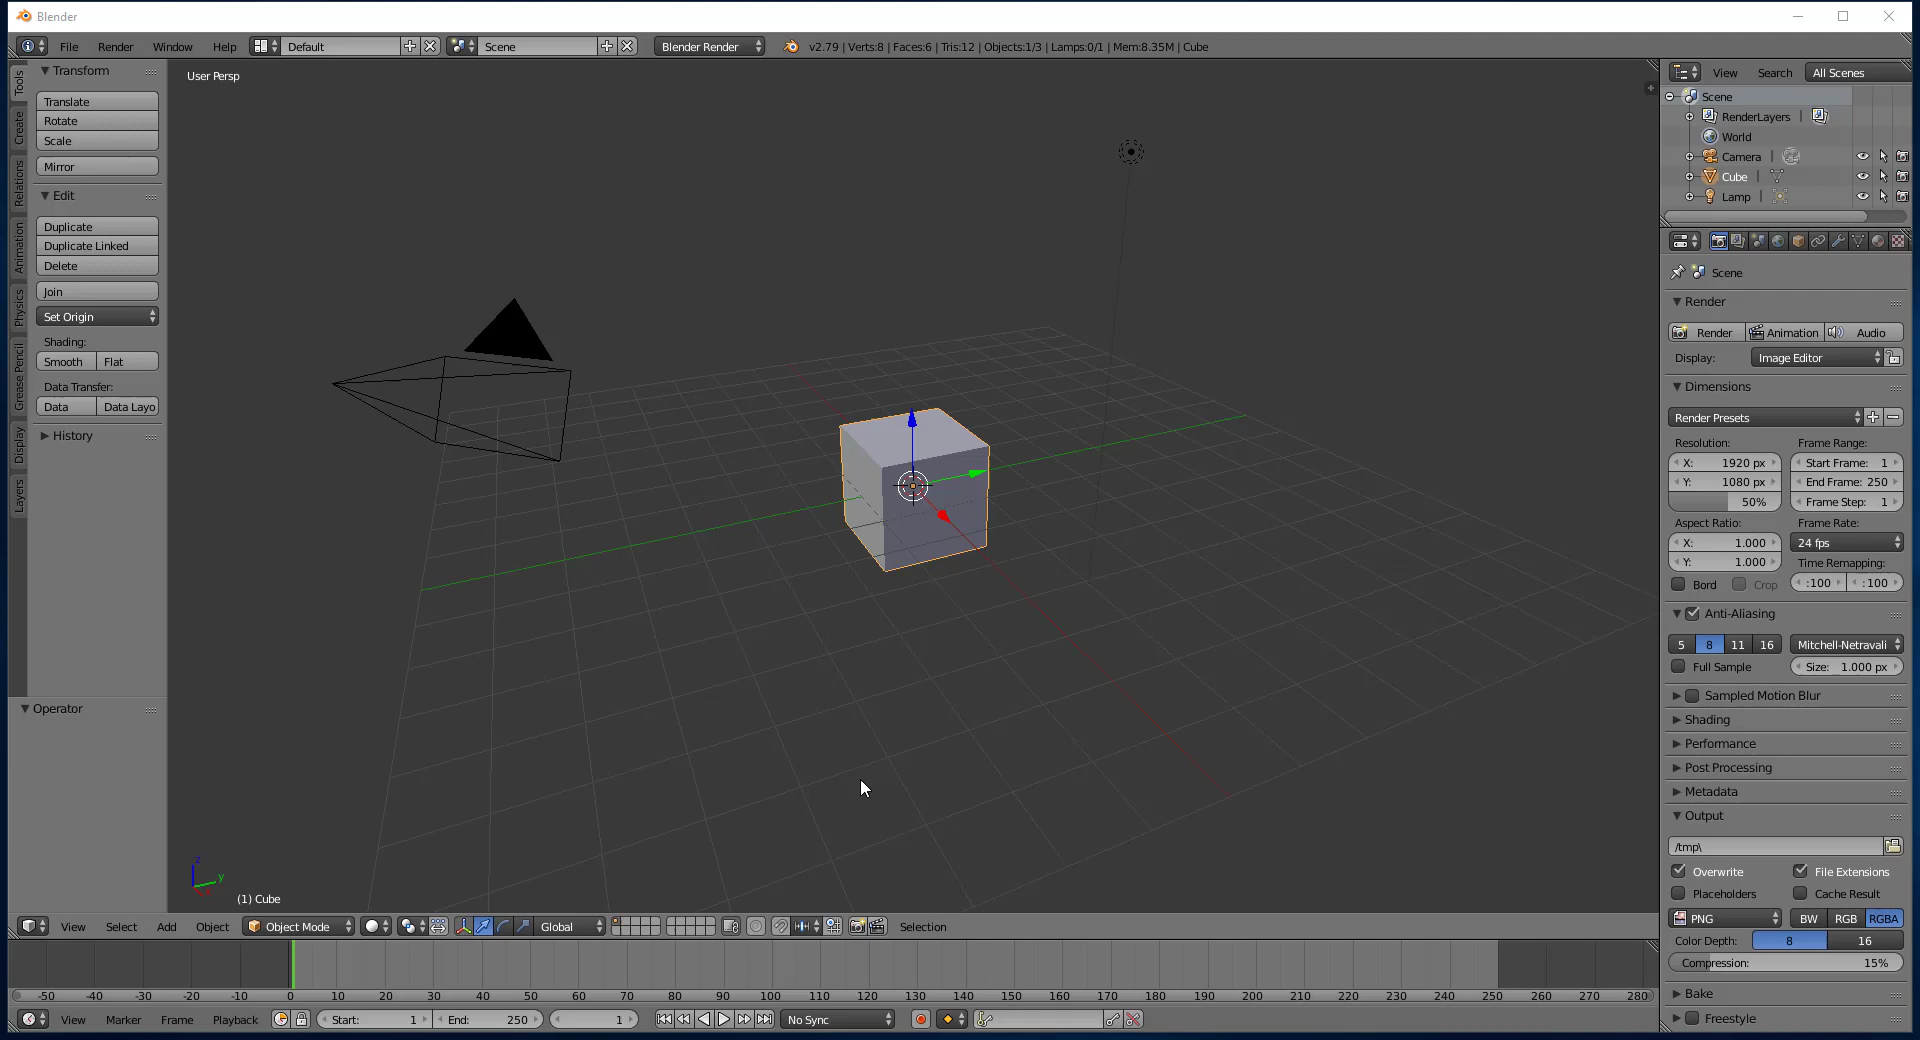 Blender
File Render Window Help Default Scene Blender Render v2.79 | Verts:8 | Faces:6 | Tris:12 | Objects:1/3 | Lamps:0/1 | Mem:8.35M | Cube
Tools
Create
Relations
Animation
Physics
Grease Pencil
Display
Layers
Transform
Translate
Rotate
Scale
Mirror
Edit
Duplicate
Duplicate Linked
Delete
Join
Set Origin
Shading:
Smooth Flat
Data Transfer:
Data Data Layo
History
Operator
User Persp
z
y
(1) Cube
View Select Add Object Object Mode Global Selection
-50 -40 -30 -20 -10 0 10 20 30 40 50 60 70 80 90 100 110 120 130 140 150 160 170 180 190 200 210 220 230 240 250 260 270 280
View Marker Frame Playback Start: 1 End: 250 1 No Sync
View Search All Scenes
Scene
RenderLayers
World
Camera
Cube
Lamp
Scene
Render
Render Animation Audio
Display: Image Editor
Dimensions
Render Presets
Resolution: Frame Range:
X: 1920 px Start Frame: 1
Y: 1080 px End Frame: 250
50% Frame Step: 1
Aspect Ratio: Frame Rate:
X: 1.000 24 fps
Y: 1.000 Time Remapping:
Bord Crop :100 :100
Anti-Aliasing
5 8 11 16 Mitchell-Netravali
Full Sample Size: 1.000 px
Sampled Motion Blur
Shading
Performance
Post Processing
Metadata
Output
/tmp\
Overwrite File Extensions
Placeholders Cache Result
PNG BW RGB RGBA
Color Depth: 8 16
Compression: 15%
Bake
Freestyle